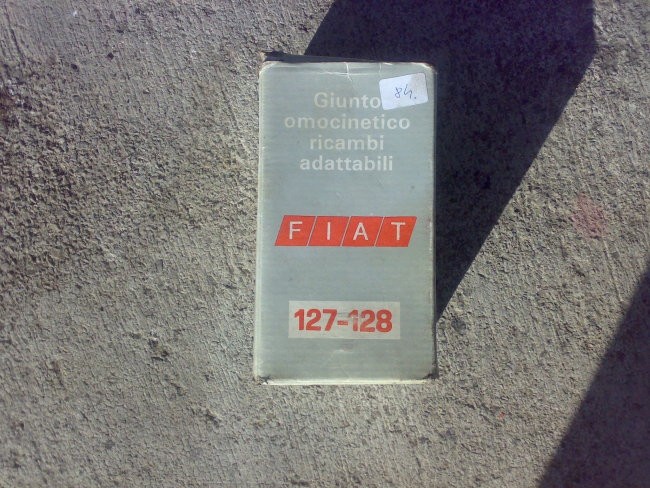 Giunto
omocinetico
ricambi
adattabili
84.
FIAT
127-128